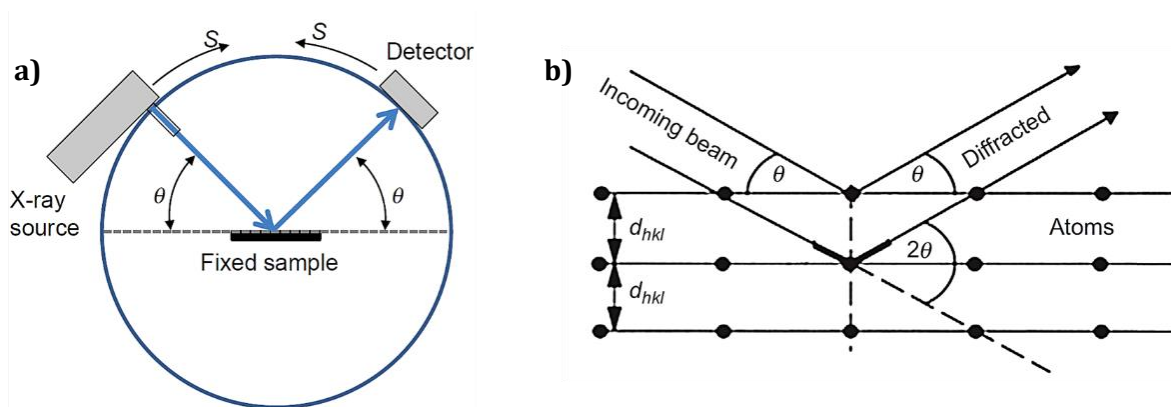 a)
S
S
Detector
θ
θ
X-ray
source
Fixed sample
b)
Incoming beam
Diffracted
θ
θ
d_hkl
2θ
Atoms
d_hkl